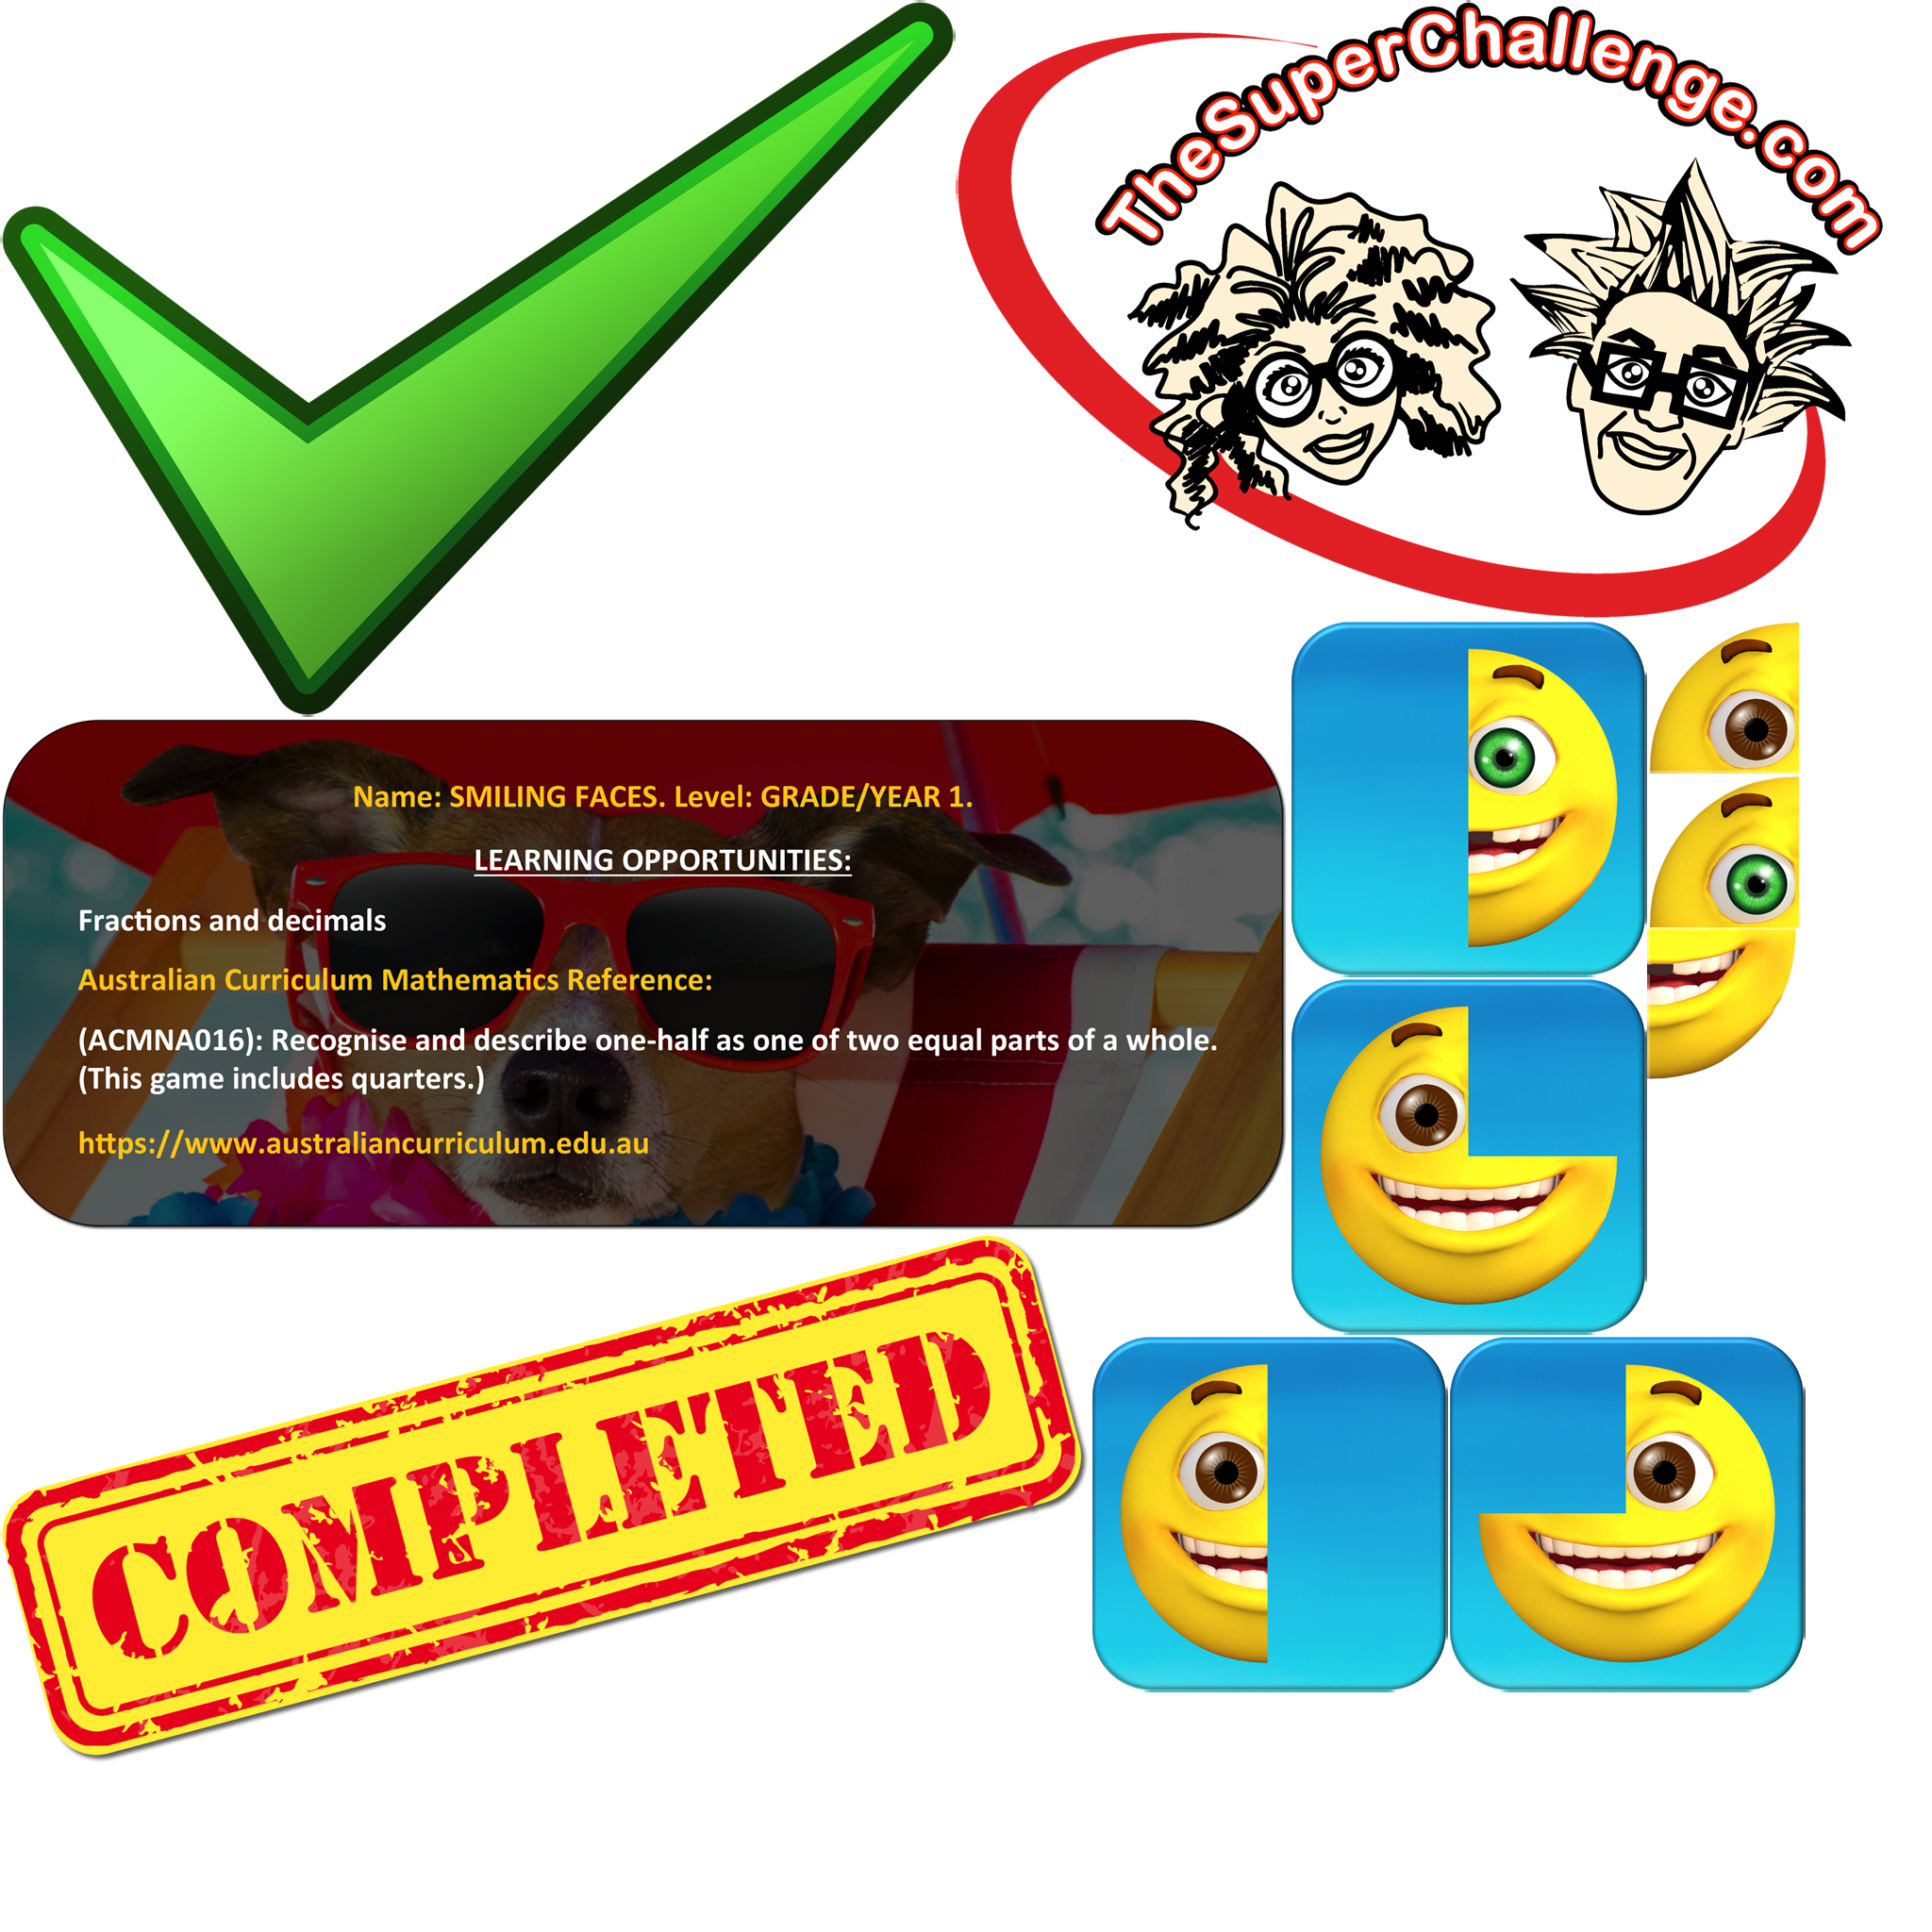 TheSuperChallenge.com
Name: SMILING FACES. Level: GRADE/YEAR 1.
LEARNING OPPORTUNITIES:
Fractions and decimals
Australian Curriculum Mathematics Reference:
(ACMNA016): Recognise and describe one-half as one of two equal parts of a whole.
(This game includes quarters.)
https://www.australiancurriculum.edu.au
COMPLETED